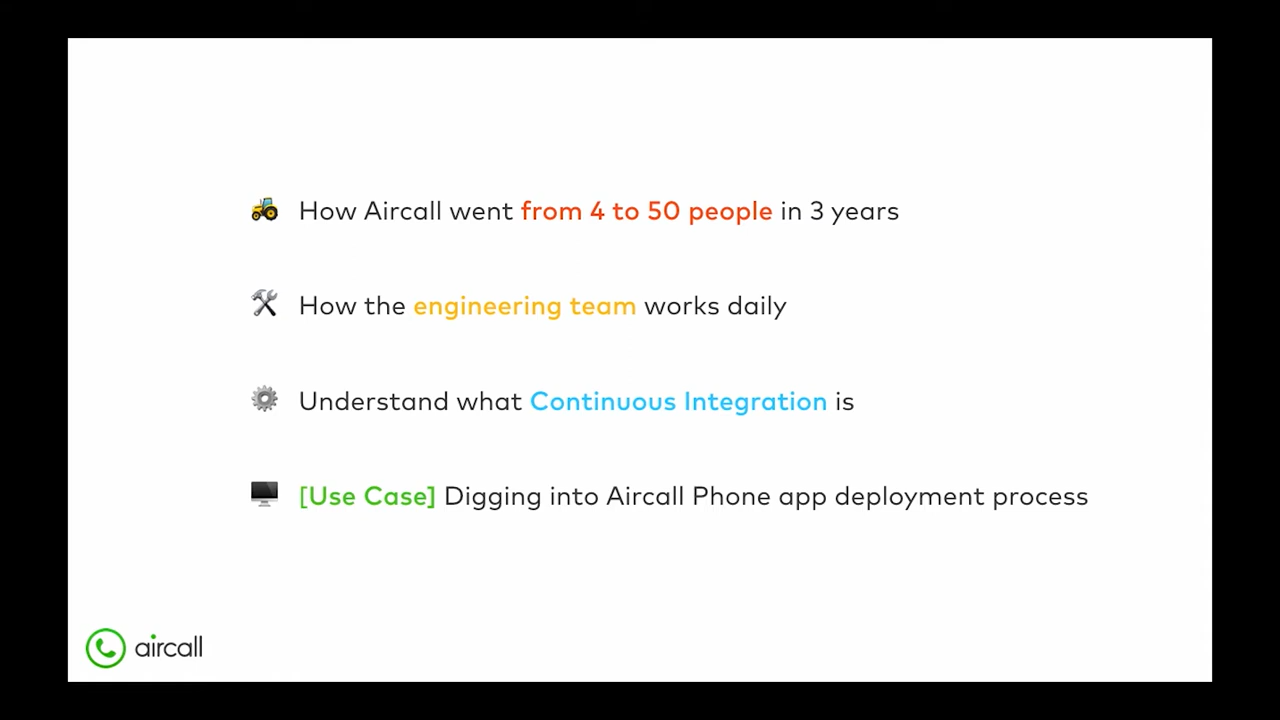 How Aircall went from 4 to 50 people in 3 years
How the engineering team works daily
Understand what Continuous Integration is
[Use Case] Digging into Aircall Phone app deployment process
aircall